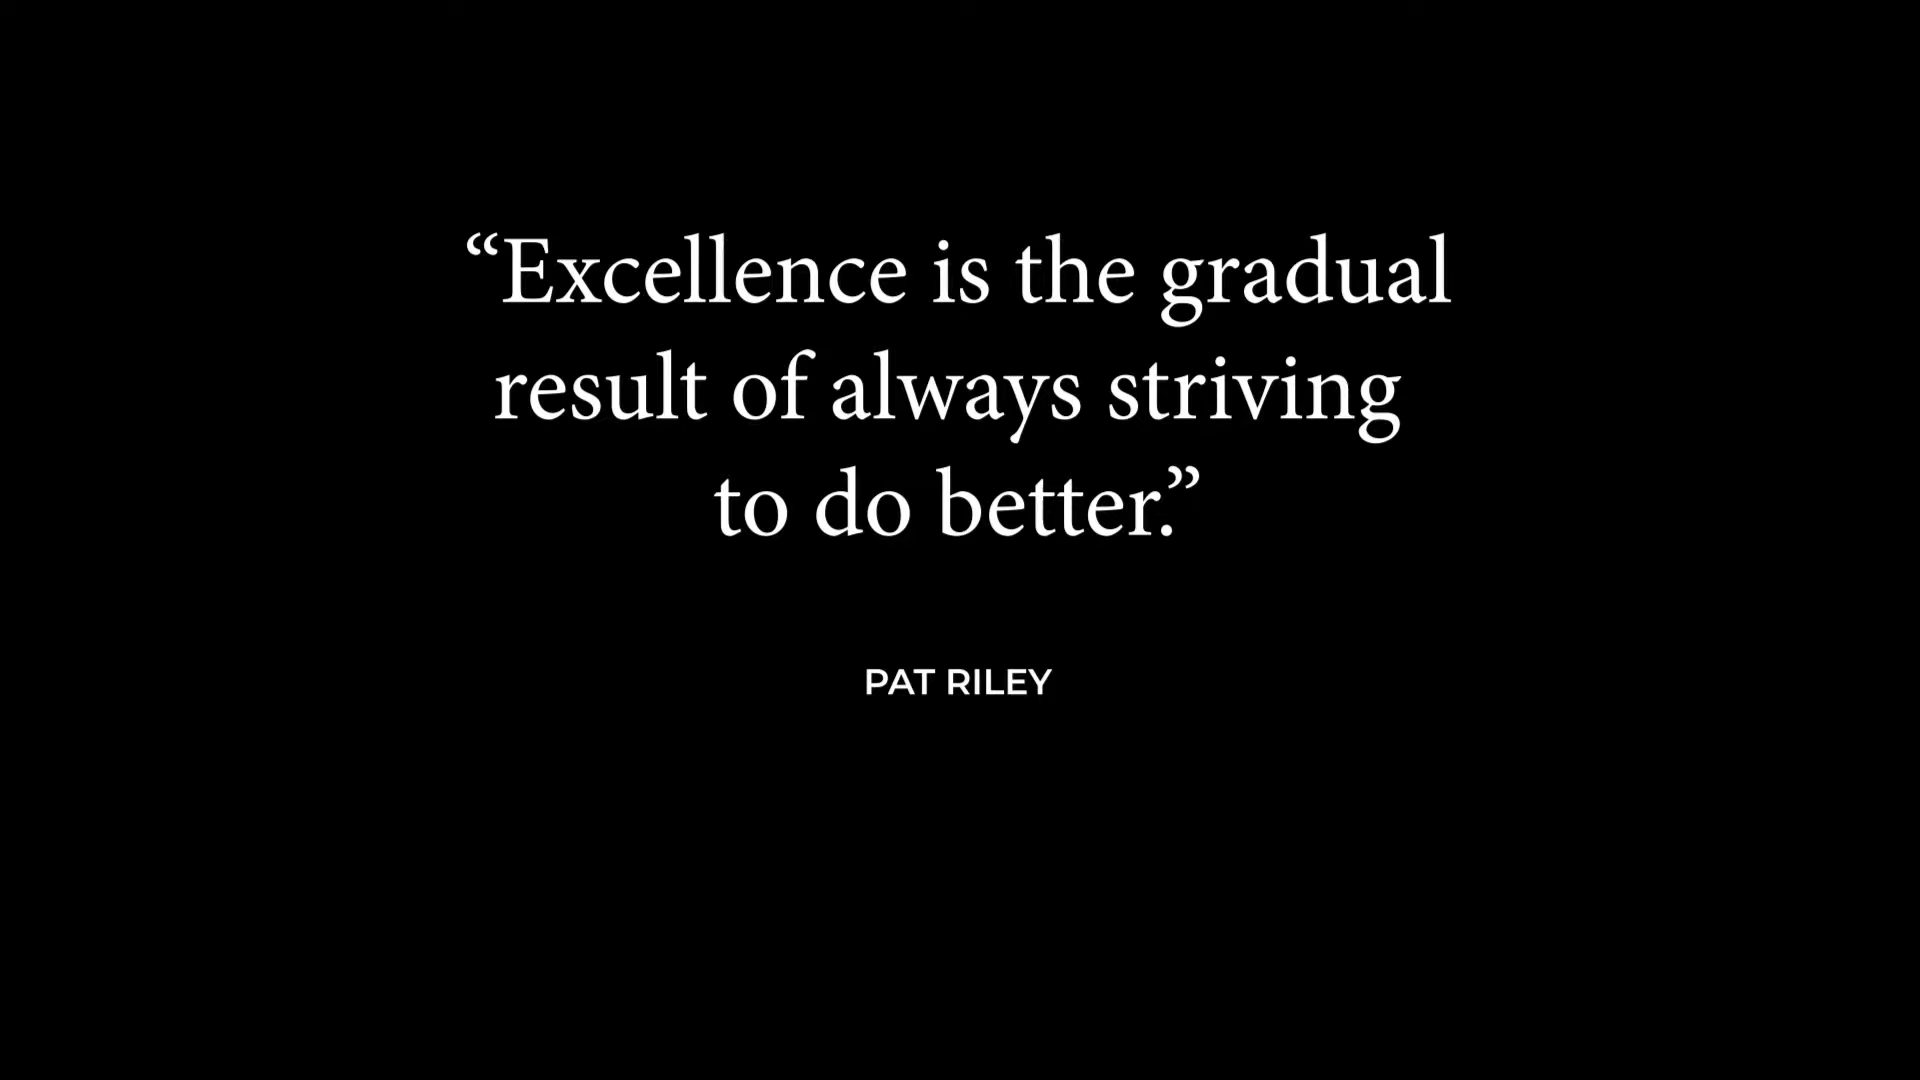 “Excellence is the gradual
result of always striving
to do better.”
PAT RILEY